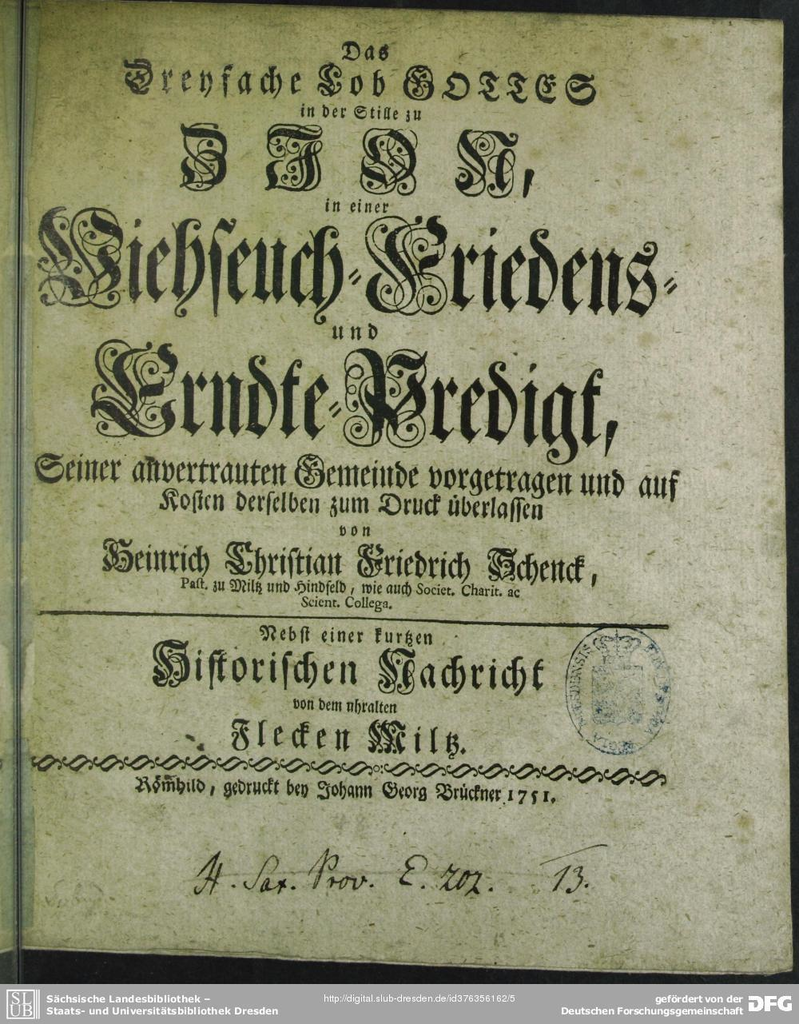 Das
Dreyfache Lob GOTTES
in der Stille zu
ZION,
in einer
Viehseuch-Friedens-
und
Erndte-Predigt,
Seiner anvertrauten Gemeinde vorgetragen und auf
Kosten derselben zum Druck überlassen
von
Heinrich Christian Friedrich Schenck,
Past. zu Miltz und Hindfeld, wie auch Societ. Charit. ac
Scient. Collega.
Nebst einer kurtzen
Historischen Nachricht
von dem uhralten
Flecken Miltz.
Röm̄hild, gedruckt bey Johann Georg Brückner 1751.
H. Sax. Prov. E. 202. 13.
SLUB
Sächsische Landesbibliothek –
Staats- und Universitätsbibliothek Dresden
http://digital.slub-dresden.de/id376356162/5
gefördert von der
Deutschen Forschungsgemeinschaft
DFG